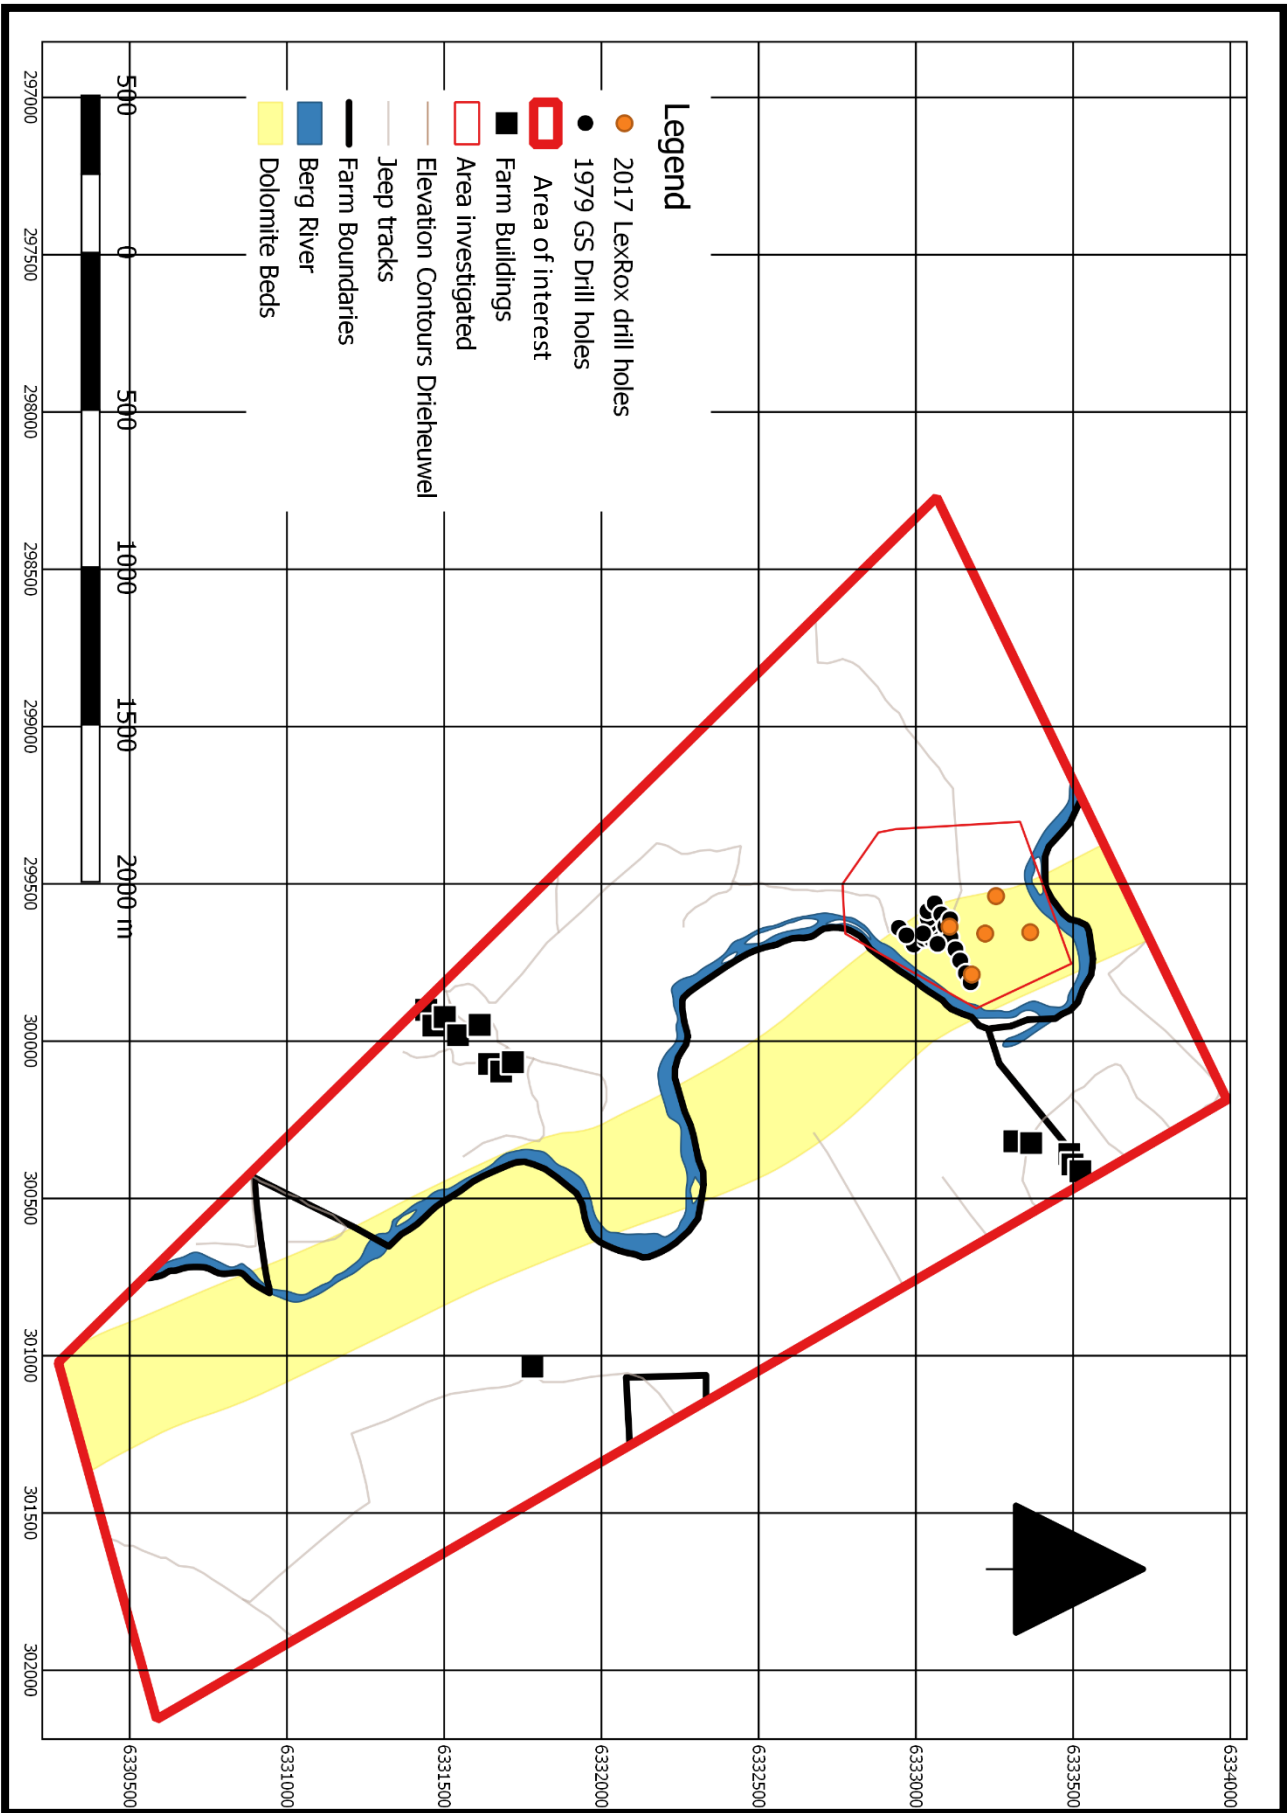 Legend
2017 LexRox drill holes
1979 GS Drill holes
Area of interest
Farm Buildings
Area investigated
Elevation Contours Drieheuwel
Jeep tracks
Farm Boundaries
Berg River
Dolomite Beds
500 0 500 1000 1500 2000 m
297000 297500 298000 298500 299000 299500 300000 300500 301000 301500 302000
6334000
6333500
6333000
6332500
6332000
6331500
6331000
6330500